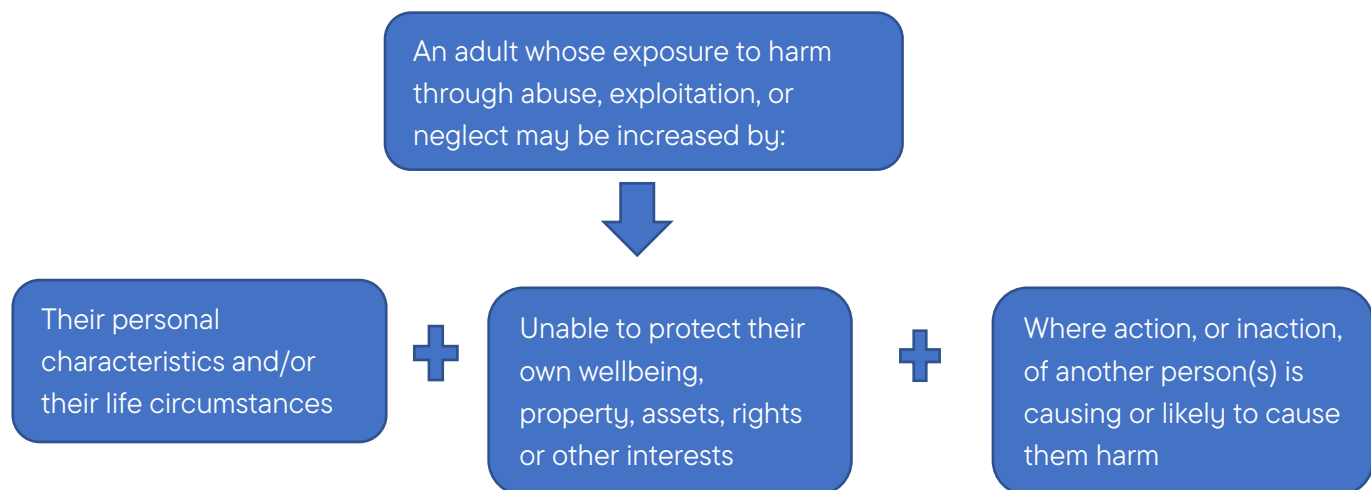 An adult whose exposure to harm
through abuse, exploitation, or
neglect may be increased by:
Their personal
characteristics and/or
their life circumstances
Unable to protect their
own wellbeing,
property, assets, rights
or other interests
Where action, or inaction,
of another person(s) is
causing or likely to cause
them harm